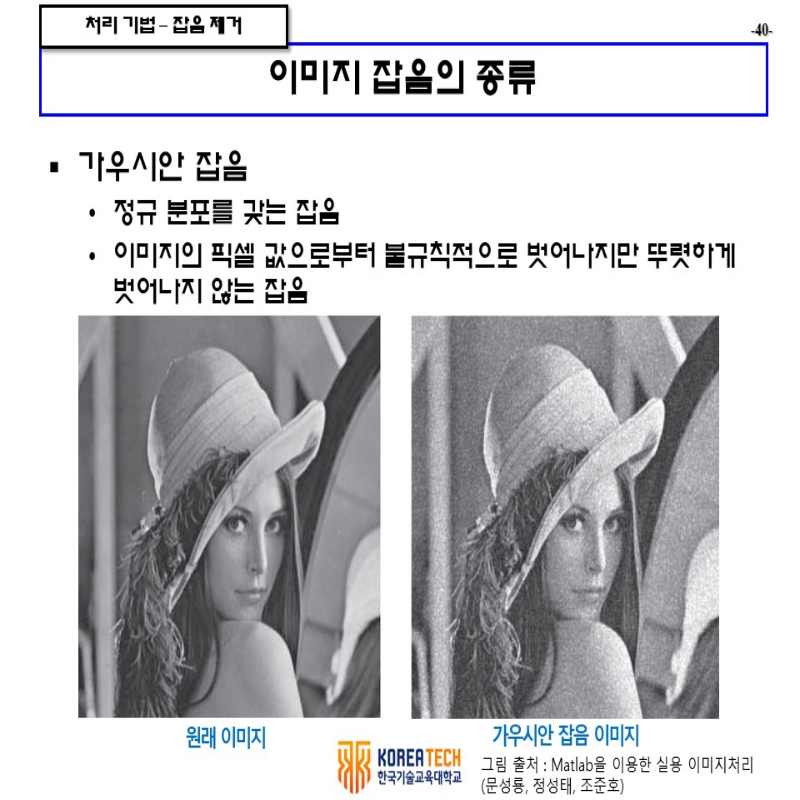 처리 기법 – 잡음 제거
-40-
이미지 잡음의 종류
▪ 가우시안 잡음
• 정규 분포를 갖는 잡음
• 이미지의 픽셀 값으로부터 불규칙적으로 벗어나지만 뚜렷하게
벗어나지 않는 잡음
원래 이미지
가우시안 잡음 이미지
KOREATECH
한국기술교육대학교
그림 출처 : Matlab을 이용한 실용 이미지처리
(문성룡, 정성태, 조준호)